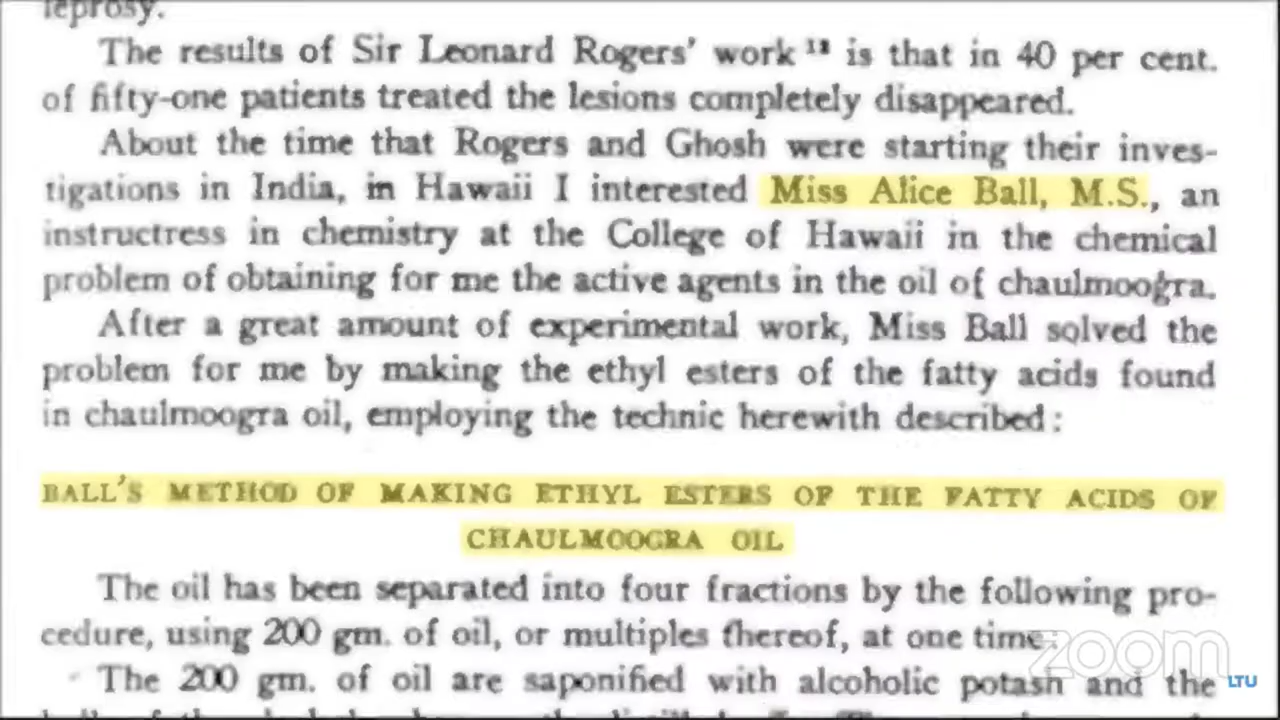 leprosy.
The results of Sir Leonard Rogers' work¹² is that in 40 per cent.
of fifty-one patients treated the lesions completely disappeared.
About the time that Rogers and Ghosh were starting their inves-
tigations in India, in Hawaii I interested Miss Alice Ball, M.S., an
instructress in chemistry at the College of Hawaii in the chemical
problem of obtaining for me the active agents in the oil of chaulmoogra.
After a great amount of experimental work, Miss Ball solved the
problem for me by making the ethyl esters of the fatty acids found
in chaulmoogra oil, employing the technic herewith described:
BALL'S METHOD OF MAKING ETHYL ESTERS OF THE FATTY ACIDS OF
CHAULMOOGRA OIL
The oil has been separated into four fractions by the following pro-
cedure, using 200 gm. of oil, or multiples thereof, at one time.
The 200 gm. of oil are saponified with alcoholic potash and the
zoom
LTU